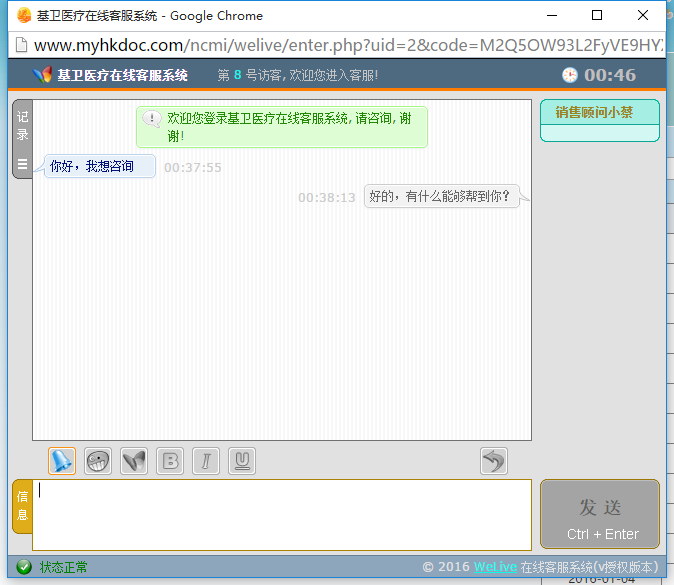 基卫医疗在线客服系统 - Google Chrome
www.myhkdoc.com/ncmi/welive/enter.php?uid=2&code=M2Q5OW93L2FyVE9HY
基卫医疗在线客服系统 第 8 号访客, 欢迎您进入客服! 00:46
记录
欢迎您登录基卫医疗在线客服系统, 请咨询, 谢
谢!
销售顾问小蔡
你好，我想咨询 00:37:55
00:38:13 好的，有什么能够帮到你？
B I U
信息
发 送
Ctrl + Enter
状态正常 © 2016 WeLive 在线客服系统(v授权版本)
2016-01-04